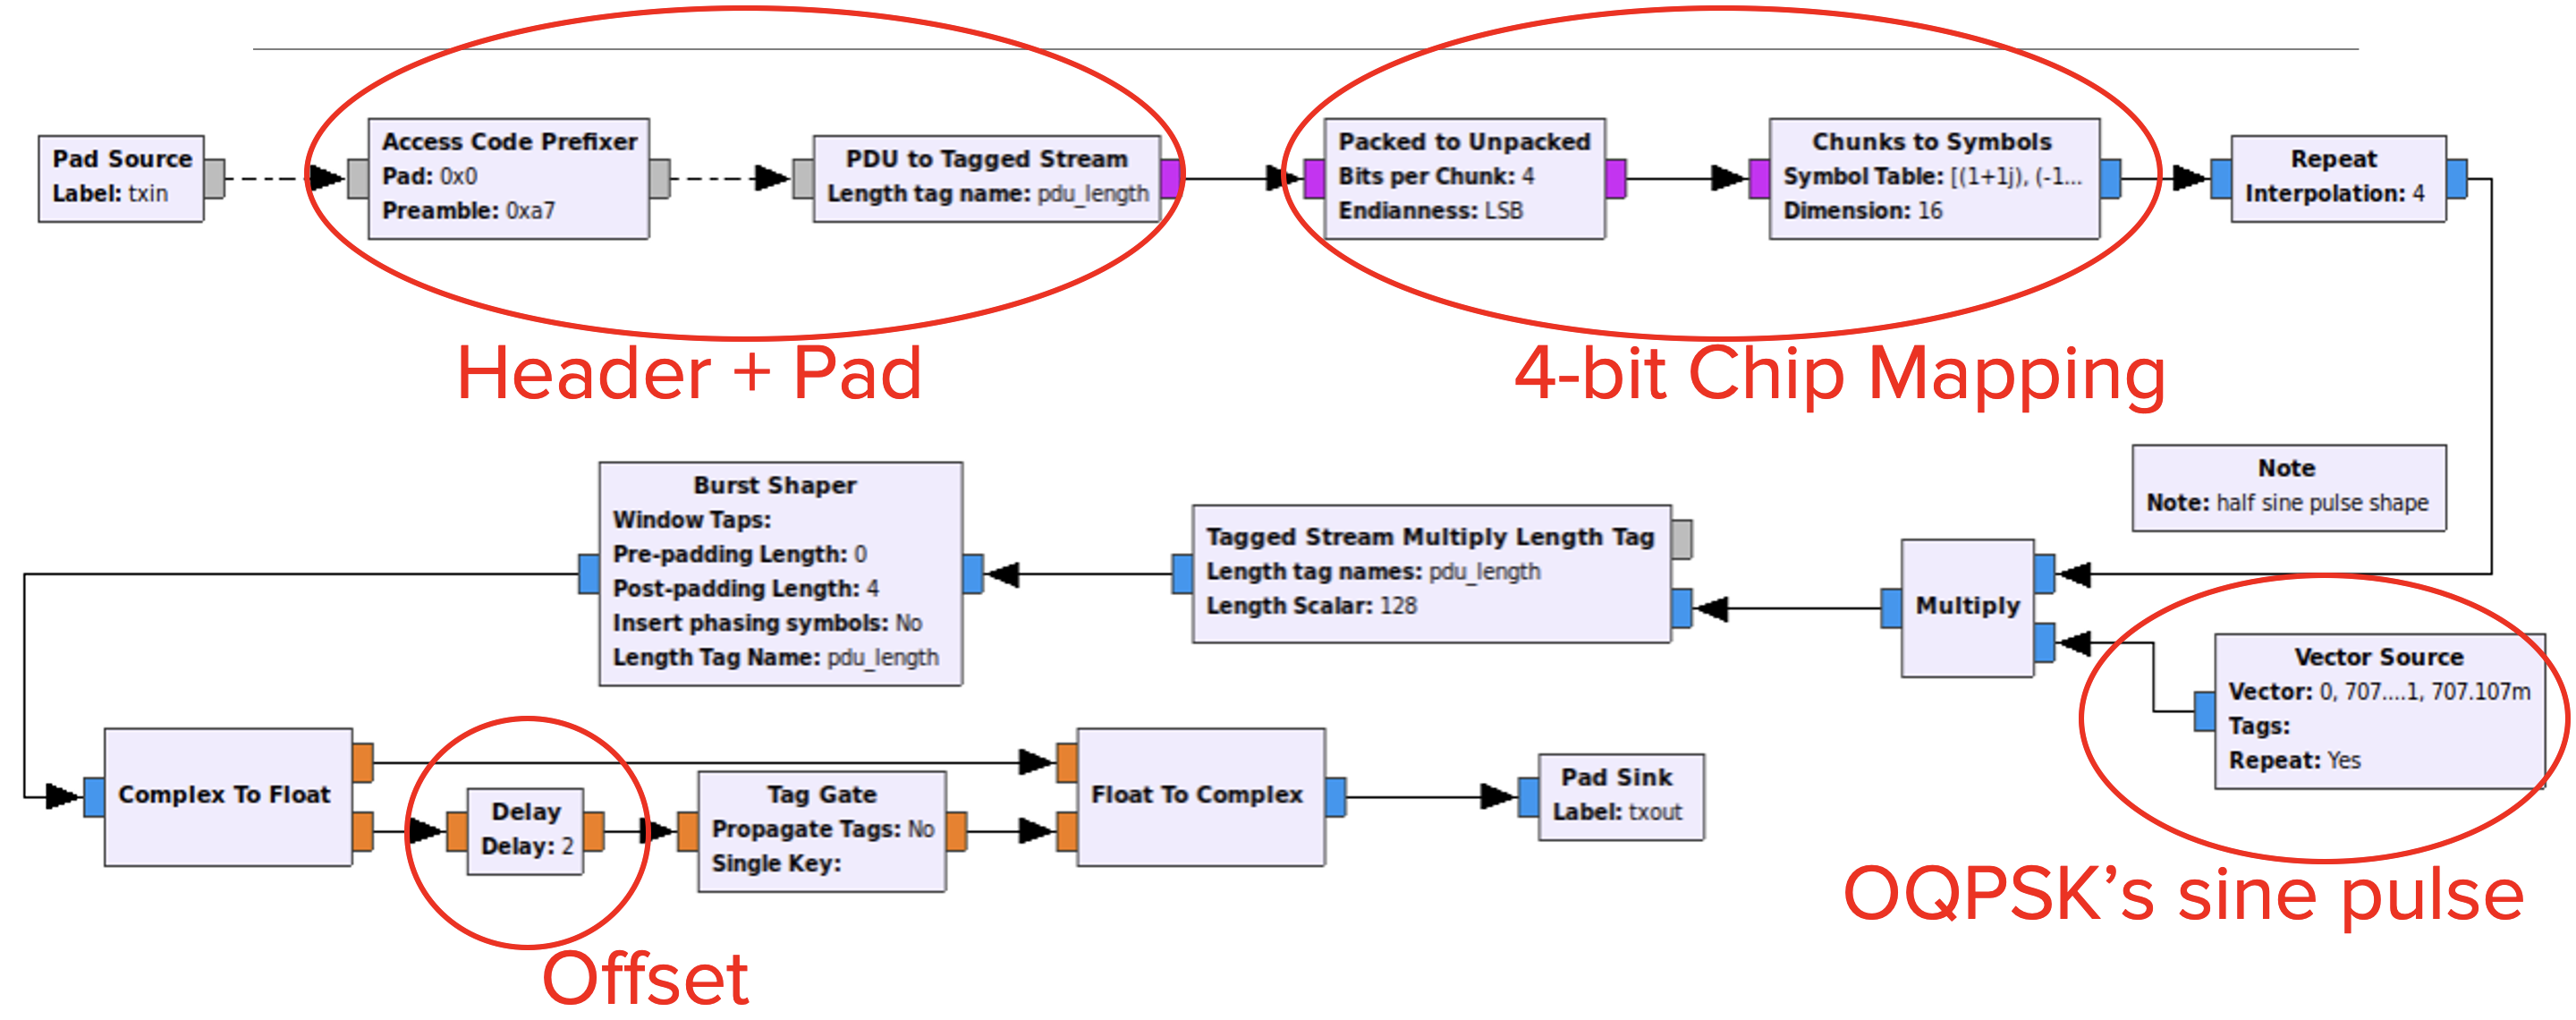 Pad Source
Label: txin
Access Code Prefixer
Pad: 0x0
Preamble: 0xa7
PDU to Tagged Stream
Length tag name: pdu_length
Packed to Unpacked
Bits per Chunk: 4
Endianness: LSB
Chunks to Symbols
Symbol Table: [(1+1j), (-1...
Dimension: 16
Repeat
Interpolation: 4
Header + Pad
4-bit Chip Mapping
Burst Shaper
Window Taps:
Pre-padding Length: 0
Post-padding Length: 4
Insert phasing symbols: No
Length Tag Name: pdu_length
Tagged Stream Multiply Length Tag
Length tag names: pdu_length
Length Scalar: 128
Multiply
Note
Note: half sine pulse shape
Vector Source
Vector: 0, 707....1, 707.107m
Tags:
Repeat: Yes
OQPSK’s sine pulse
Complex To Float
Delay
Delay: 2
Tag Gate
Propagate Tags: No
Single Key:
Float To Complex
Pad Sink
Label: txout
Offset